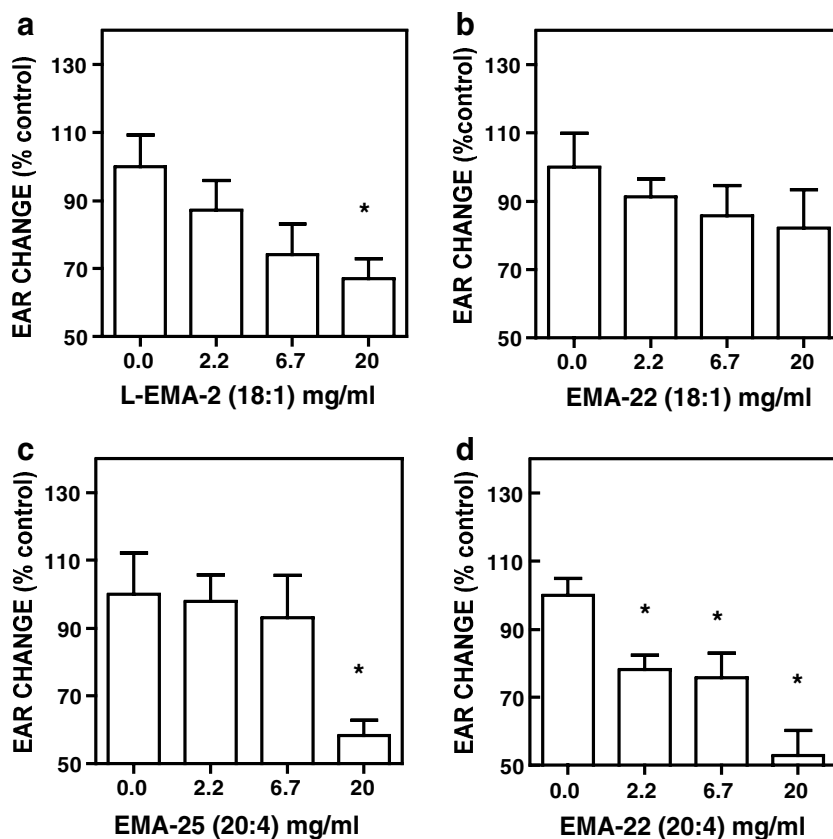 a
EAR CHANGE (% control)
130
110
90
70
50
*
0.0 2.2 6.7 20
L-EMA-2 (18:1) mg/ml
b
EAR CHANGE (%control)
130
110
90
70
50
0.0 2.2 6.7 20
EMA-22 (18:1) mg/ml
c
EAR CHANGE (% control)
130
110
90
70
50
*
0.0 2.2 6.7 20
EMA-25 (20:4) mg/ml
d
EAR CHANGE (% control)
130
110
90
70
50
* * *
0.0 2.2 6.7 20
EMA-22 (20:4) mg/ml